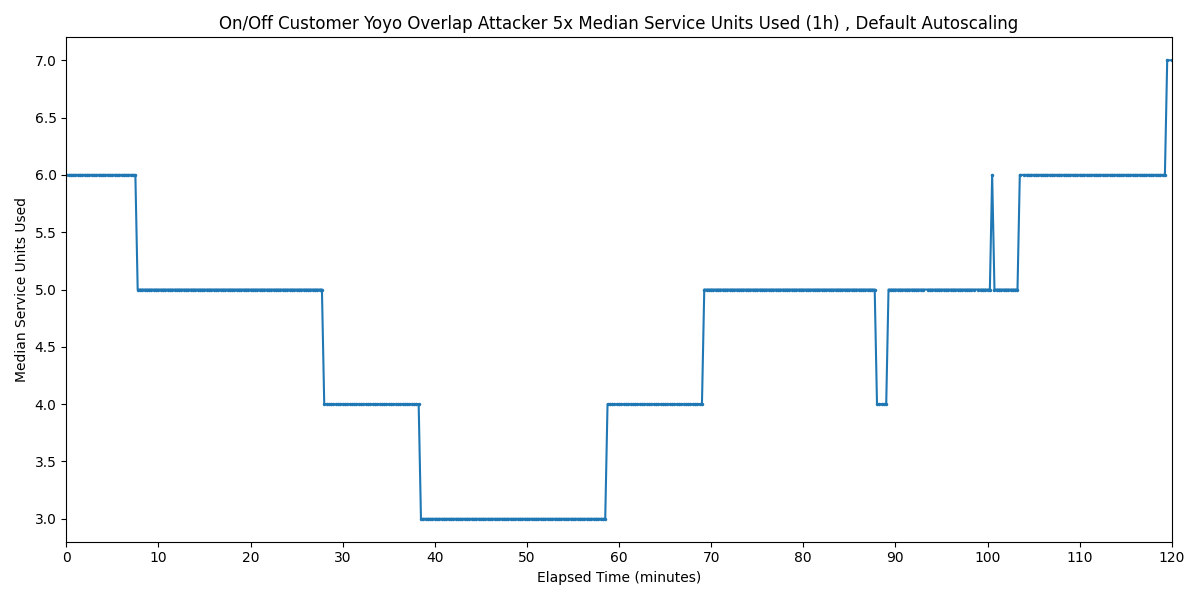 On/Off Customer Yoyo Overlap Attacker 5x Median Service Units Used (1h) , Default Autoscaling
7.0
6.5
6.0
5.5
5.0
4.5
4.0
3.5
3.0
Median Service Units Used
0 10 20 30 40 50 60 70 80 90 100 110 120
Elapsed Time (minutes)